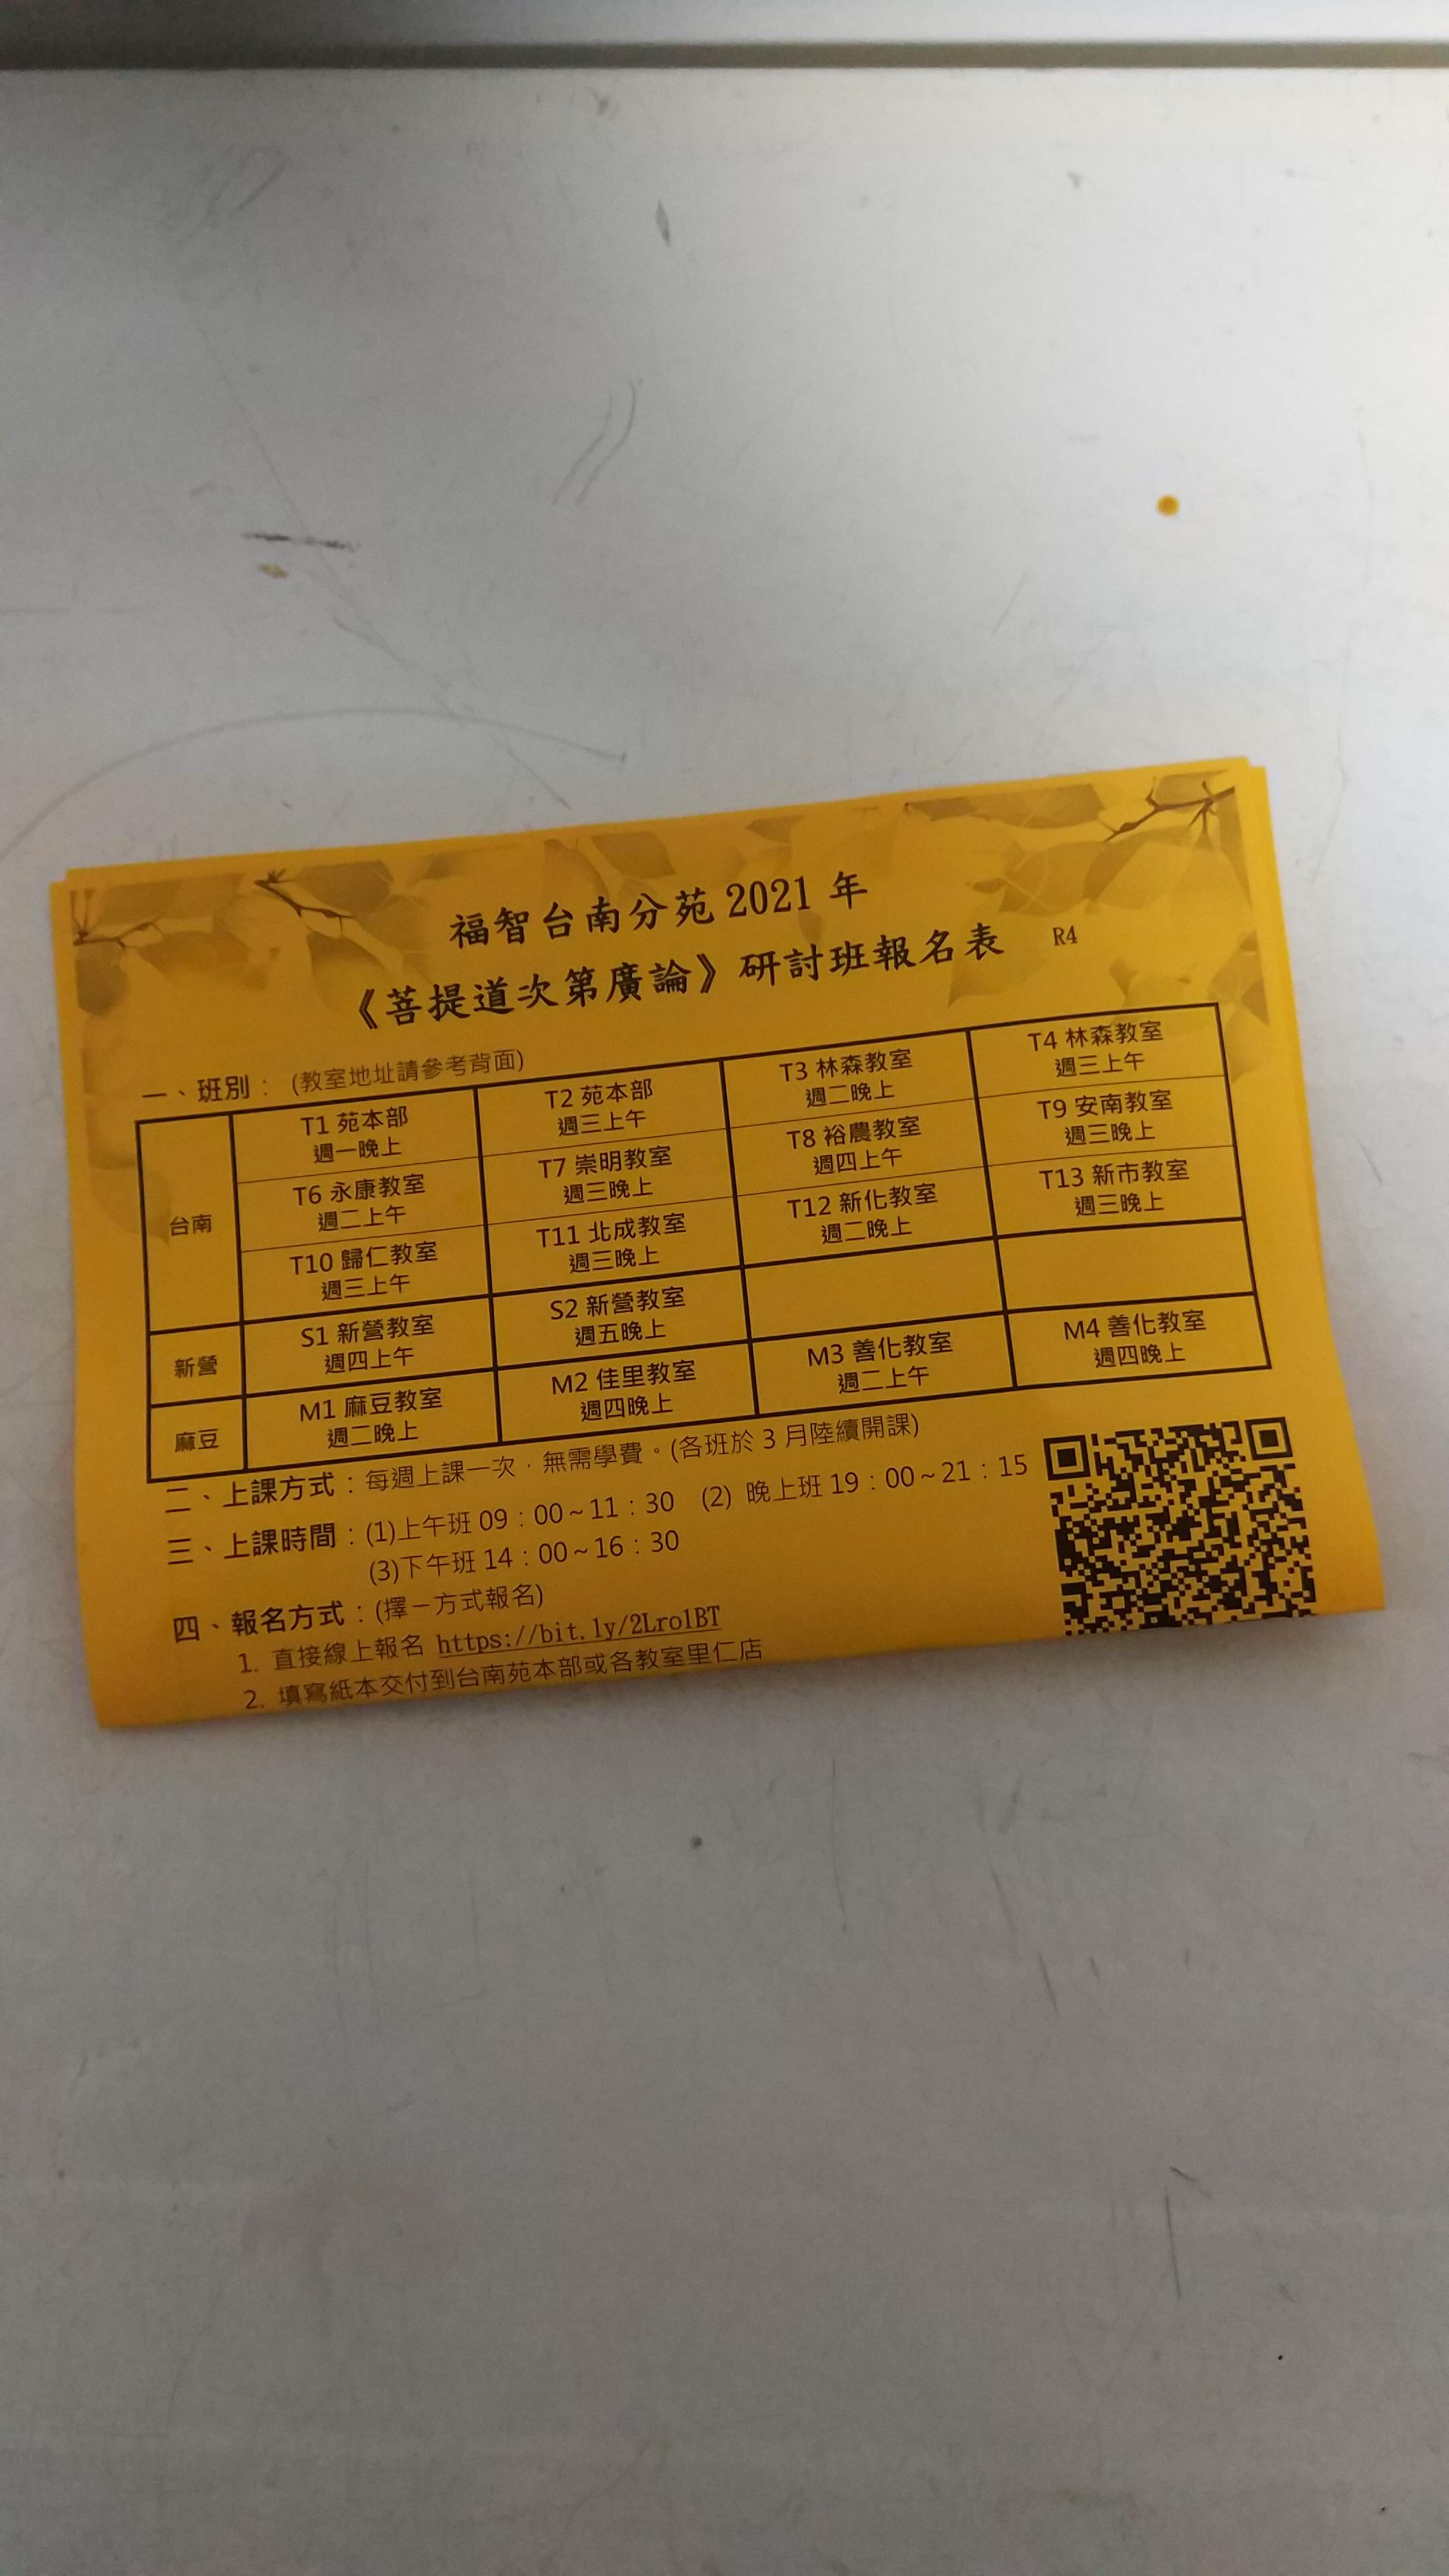 福智台南分苑 2021 年
《菩提道次第廣論》研討班報名表 R4
一、班別：(教室地址請參考背面)
台南
T1 苑本部
週一晚上
T2 苑本部
週三上午
T3 林森教室
週二晚上
T4 林森教室
週三上午
T6 永康教室
週二上午
T7 崇明教室
週三晚上
T8 裕農教室
週四上午
T9 安南教室
週三晚上
T10 歸仁教室
週三上午
T11 北成教室
週三晚上
T12 新化教室
週二晚上
T13 新市教室
週三晚上
新營
S1 新營教室
週四上午
S2 新營教室
週五晚上
麻豆
M1 麻豆教室
週二晚上
M2 佳里教室
週四晚上
M3 善化教室
週二上午
M4 善化教室
週四晚上
二、上課方式：每週上課一次，無需學費。(各班於 3 月陸續開課)
三、上課時間：(1)上午班 09：00~11：30 (2) 晚上班 19：00~21：15
(3)下午班 14：00~16：30
四、報名方式：(擇一方式報名)
1. 直接線上報名 https://bit.ly/2Lro1BT
2. 填寫紙本交付到台南苑本部或各教室里仁店